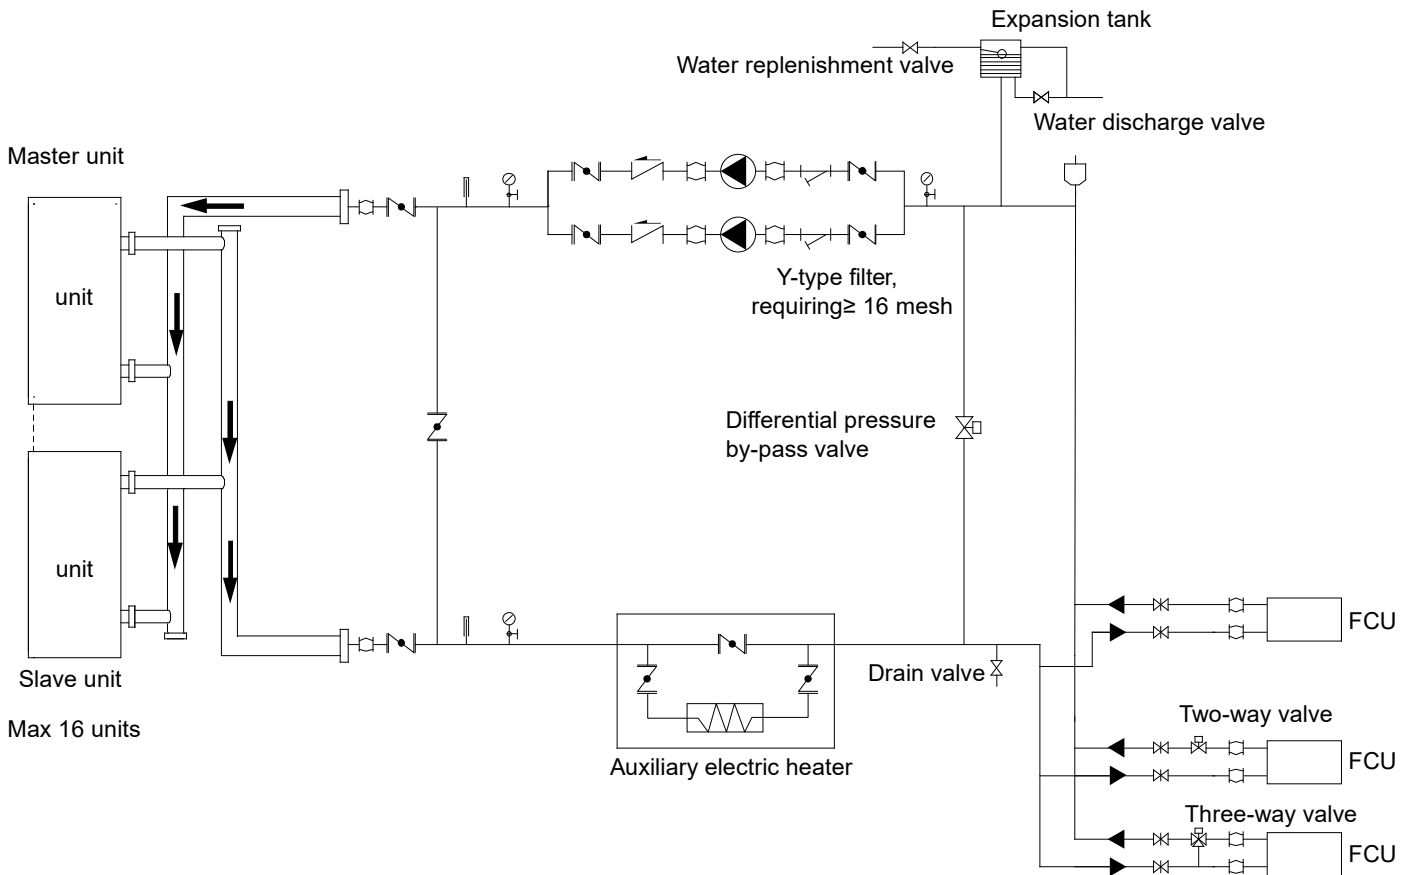 Expansion tank
Water replenishment valve
Water discharge valve
Master unit
unit
Y-type filter,
requiring≥ 16 mesh
Differential pressure
by-pass valve
unit
FCU
Drain valve
Slave unit
Two-way valve
Max 16 units
FCU
Auxiliary electric heater
Three-way valve
FCU